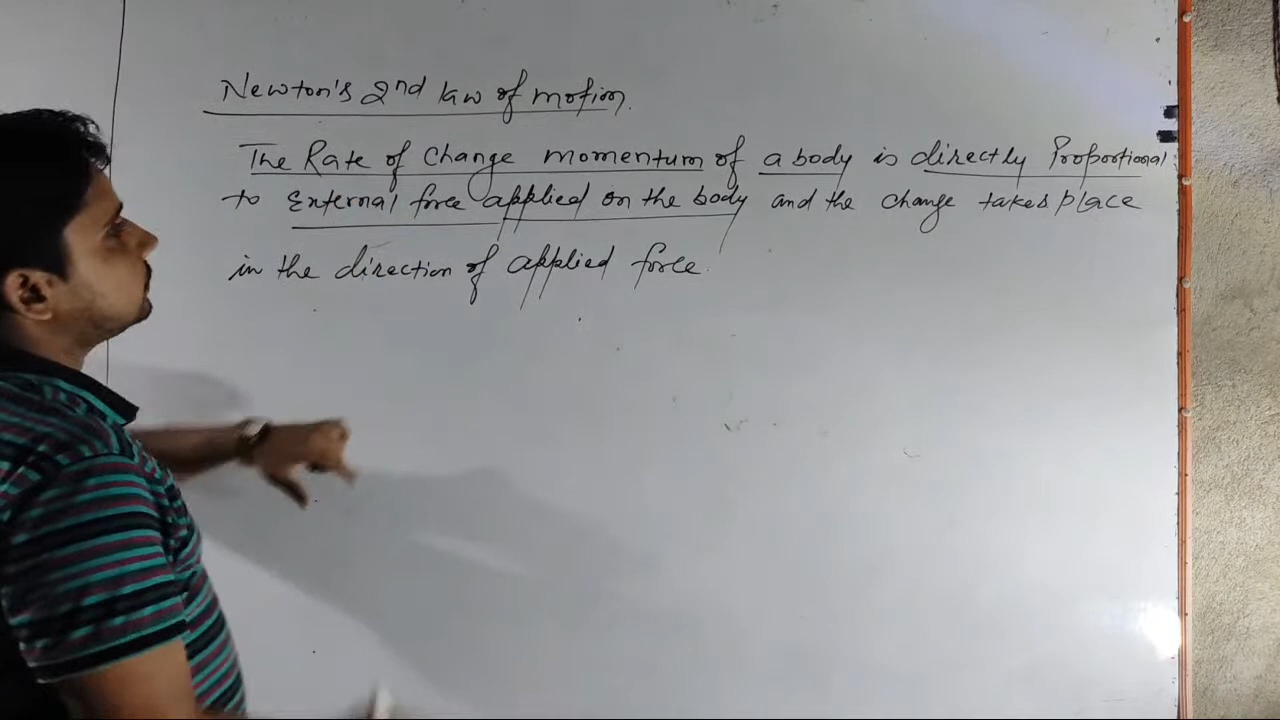 Newton's 2nd law of motion.
The Rate of change momentum of a body is directly Proportional
to External force applied on the body and the change takes place
in the direction of applied force.